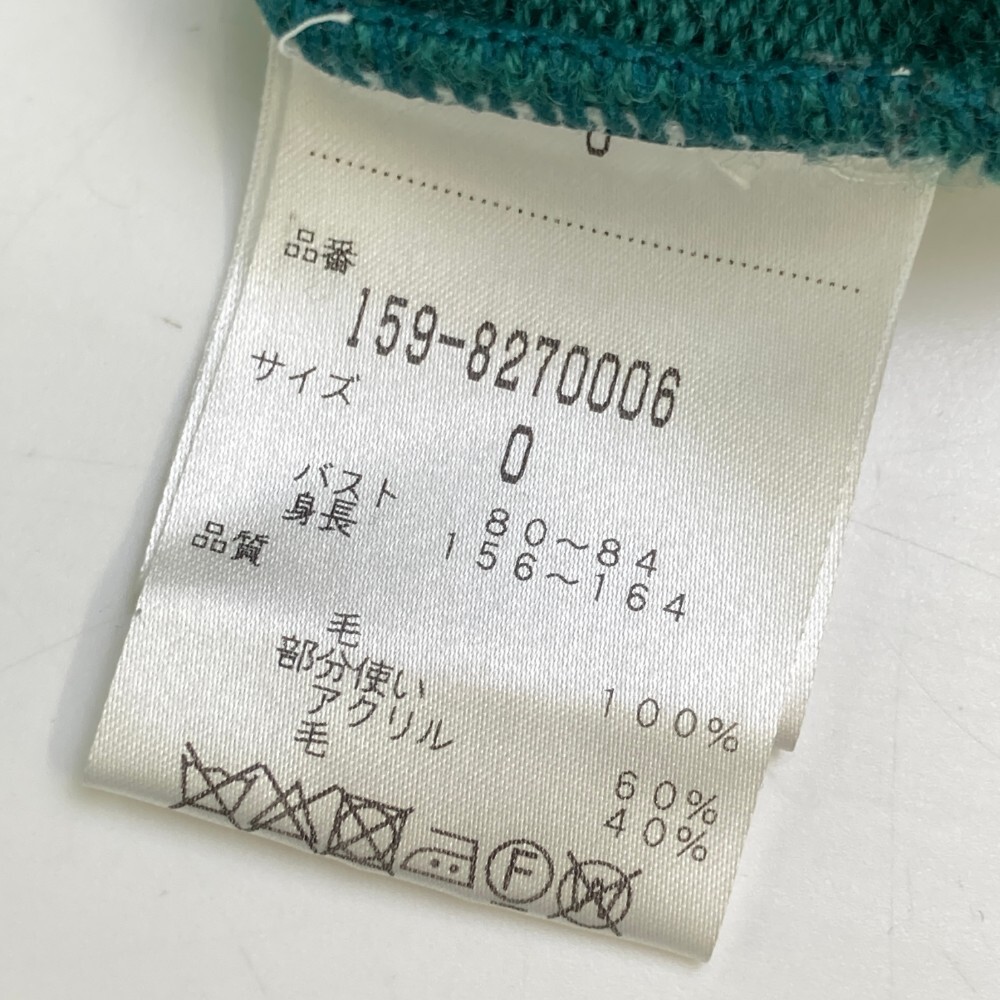 0
品番
159-8270006
サイズ
0
バスト 80〜84
身長 156〜164
品質
毛 100%
部分使い
アクリル 60%
毛 40%
F
W